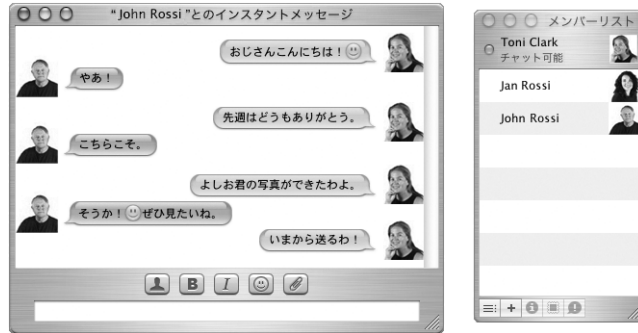 “John Rossi”とのインスタントメッセージ
おじさんこんにちは！
やあ！
先週はどうもありがとう。
こちらこそ。
よしお君の写真ができたわよ。
そうか！ぜひ見たいね。
いまから送るわ！
B I
メンバーリスト
Toni Clark
チャット可能
Jan Rossi
John Rossi